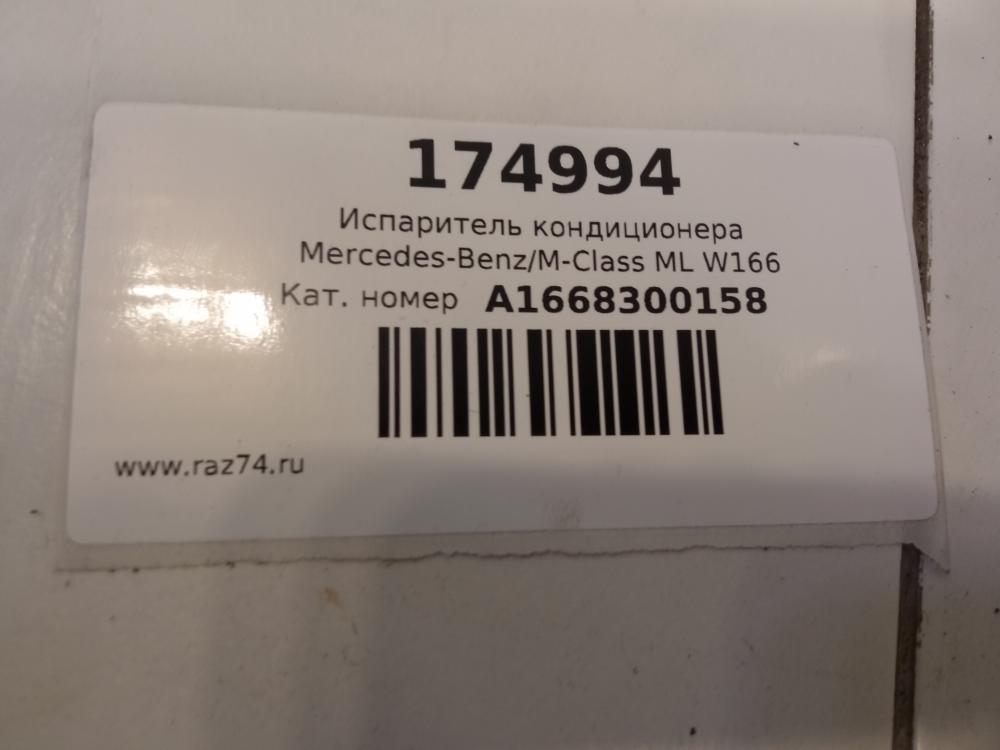 174994
Испаритель кондиционера
Mercedes-Benz/M-Class ML W166
Кат. номер A1668300158
www.raz74.ru